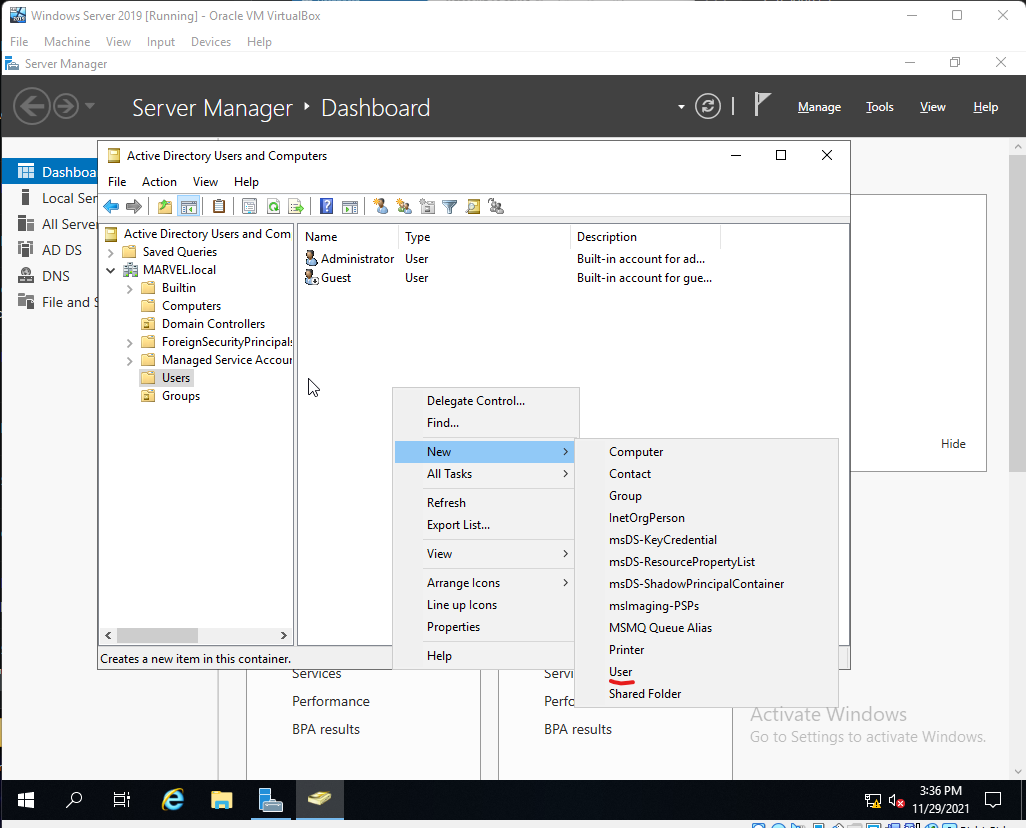 Windows Server 2019 [Running] - Oracle VM VirtualBox
File Machine View Input Devices Help
Server Manager
Server Manager Dashboard
Manage Tools View Help
Dashboa
Local Ser
All Server
AD DS
DNS
File and S
Active Directory Users and Computers
File Action View Help
Active Directory Users and Com
Saved Queries
MARVEL.local
Builtin
Computers
Domain Controllers
ForeignSecurityPrincipals
Managed Service Accour
Users
Groups
Name Type Description
Administrator User Built-in account for ad...
Guest User Built-in account for gue...
Delegate Control...
Find...
New
All Tasks
Refresh
Export List...
View
Arrange Icons
Line up Icons
Properties
Help
Computer
Contact
Group
InetOrgPerson
msDS-KeyCredential
msDS-ResourcePropertyList
msDS-ShadowPrincipalContainer
msImaging-PSPs
MSMQ Queue Alias
Printer
User
Shared Folder
Hide
Creates a new item in this container.
Services
Performance
BPA results
Servi
Perfo
BPA results
Activate Windows
Go to Settings to activate Windows.
3:36 PM
11/29/2021